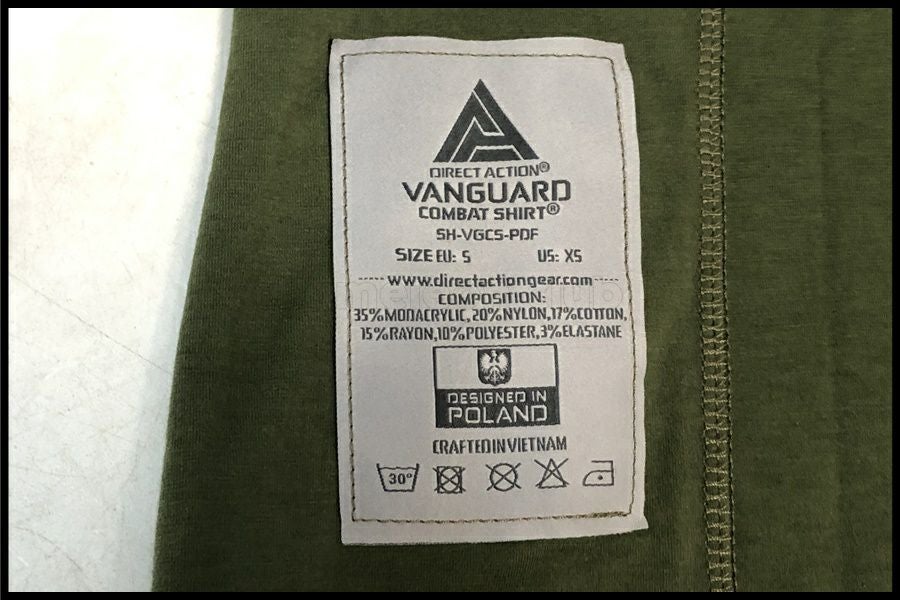 DIRECT ACTION®
VANGUARD
COMBAT SHIRT®
SH-VGCS-PDF
SIZE EU: S US: XS
www.directactiongear.com
COMPOSITION:
35%MODACRYLIC, 20%NYLON, 17%COTTON,
15%RAYON, 10%POLYESTER, 3%ELASTANE
DESIGNED IN
POLAND
CRAFTED IN VIETNAM
30°